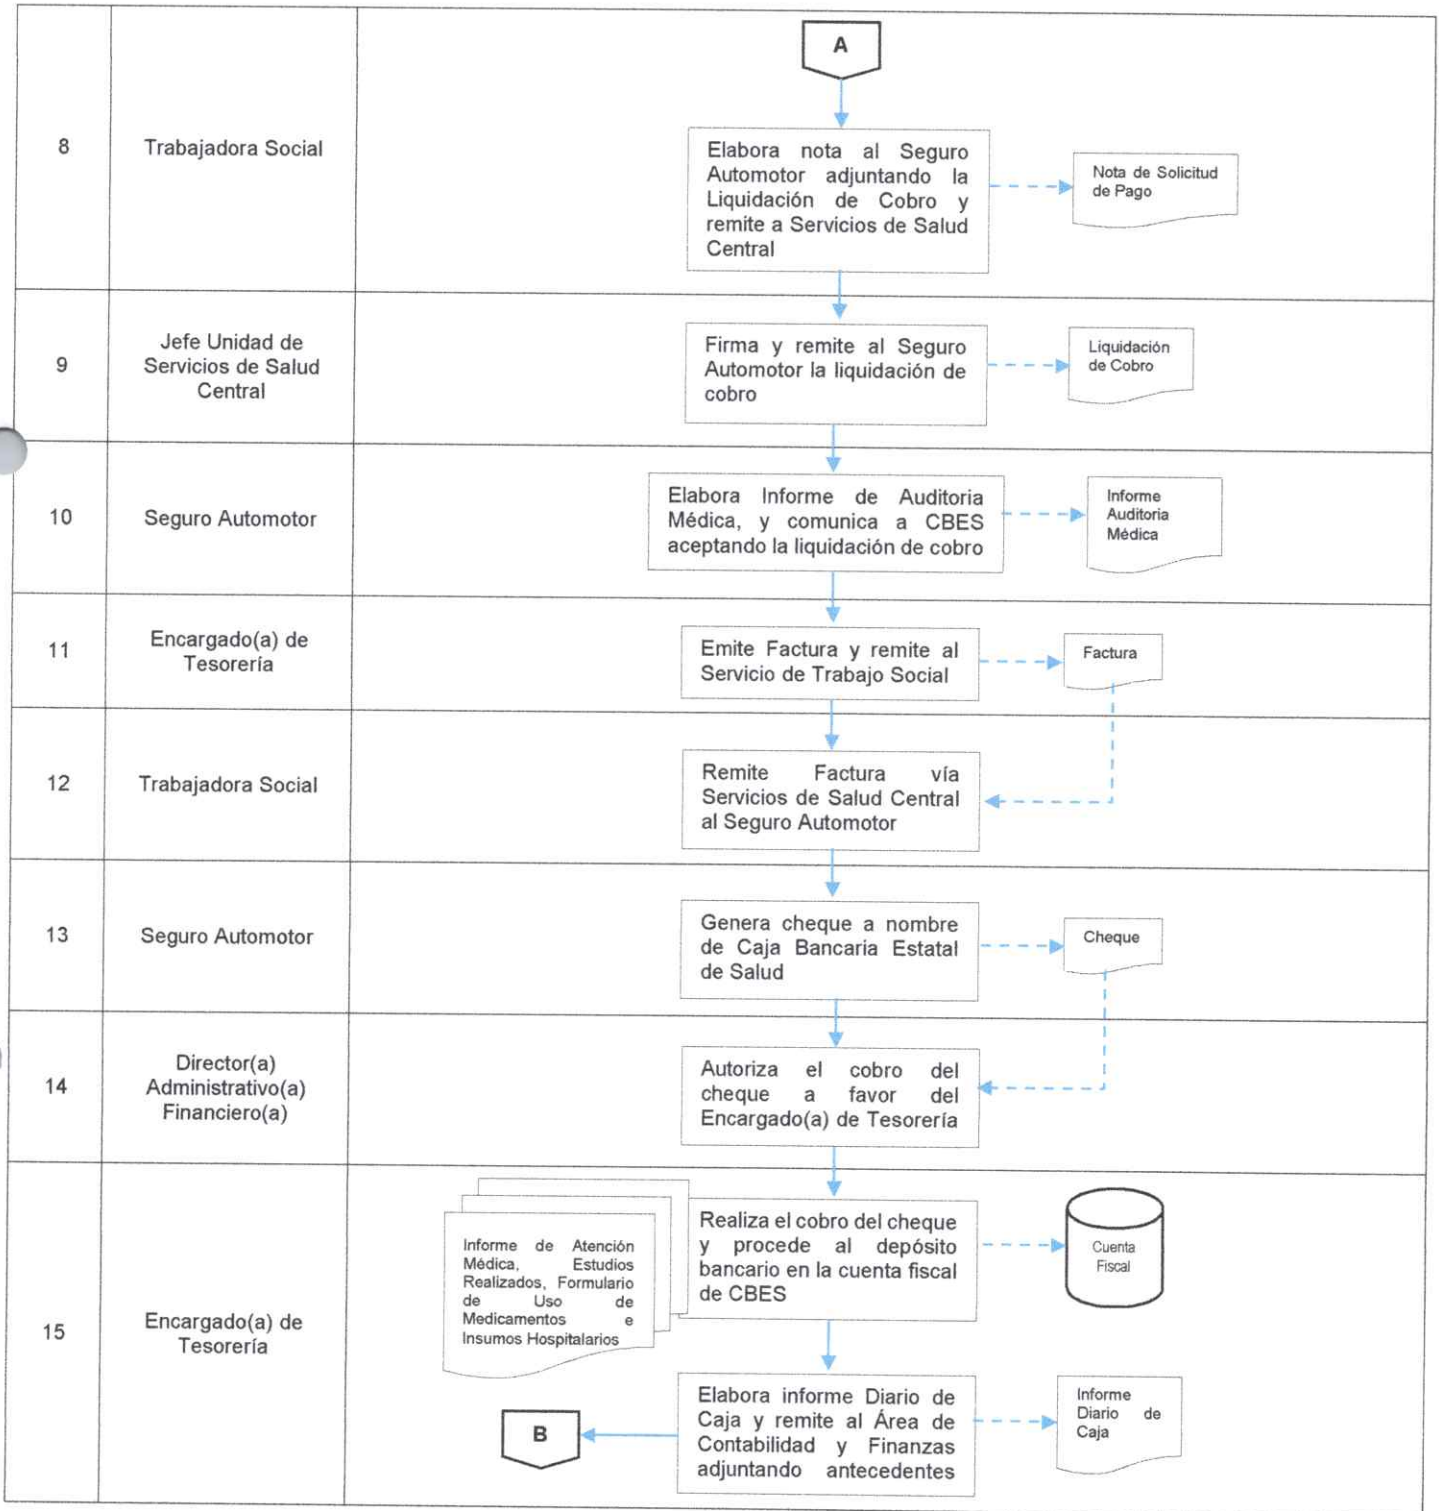 A
8
Trabajadora Social
Elabora nota al Seguro
Automotor adjuntando la
Liquidación de Cobro y
remite a Servicios de Salud
Central
Nota de Solicitud
de Pago
9
Jefe Unidad de
Servicios de Salud
Central
Firma y remite al Seguro
Automotor la liquidación de
cobro
Liquidación
de Cobro
10
Seguro Automotor
Elabora Informe de Auditoria
Médica, y comunica a CBES
aceptando la liquidación de cobro
Informe
Auditoria
Médica
11
Encargado(a) de
Tesorería
Emite Factura y remite al
Servicio de Trabajo Social
Factura
12
Trabajadora Social
Remite Factura vía
Servicios de Salud Central
al Seguro Automotor
13
Seguro Automotor
Genera cheque a nombre
de Caja Bancaria Estatal
de Salud
Cheque
14
Director(a)
Administrativo(a)
Financiero(a)
Autoriza el cobro del
cheque a favor del
Encargado(a) de Tesorería
15
Encargado(a) de
Tesorería
Informe de Atención
Médica, Estudios
Realizados, Formulario
de Uso de
Medicamentos e
Insumos Hospitalarios
Realiza el cobro del cheque
y procede al depósito
bancario en la cuenta fiscal
de CBES
Cuenta
Fiscal
B
Elabora informe Diario de
Caja y remite al Área de
Contabilidad y Finanzas
adjuntando antecedentes
Informe
Diario de
Caja